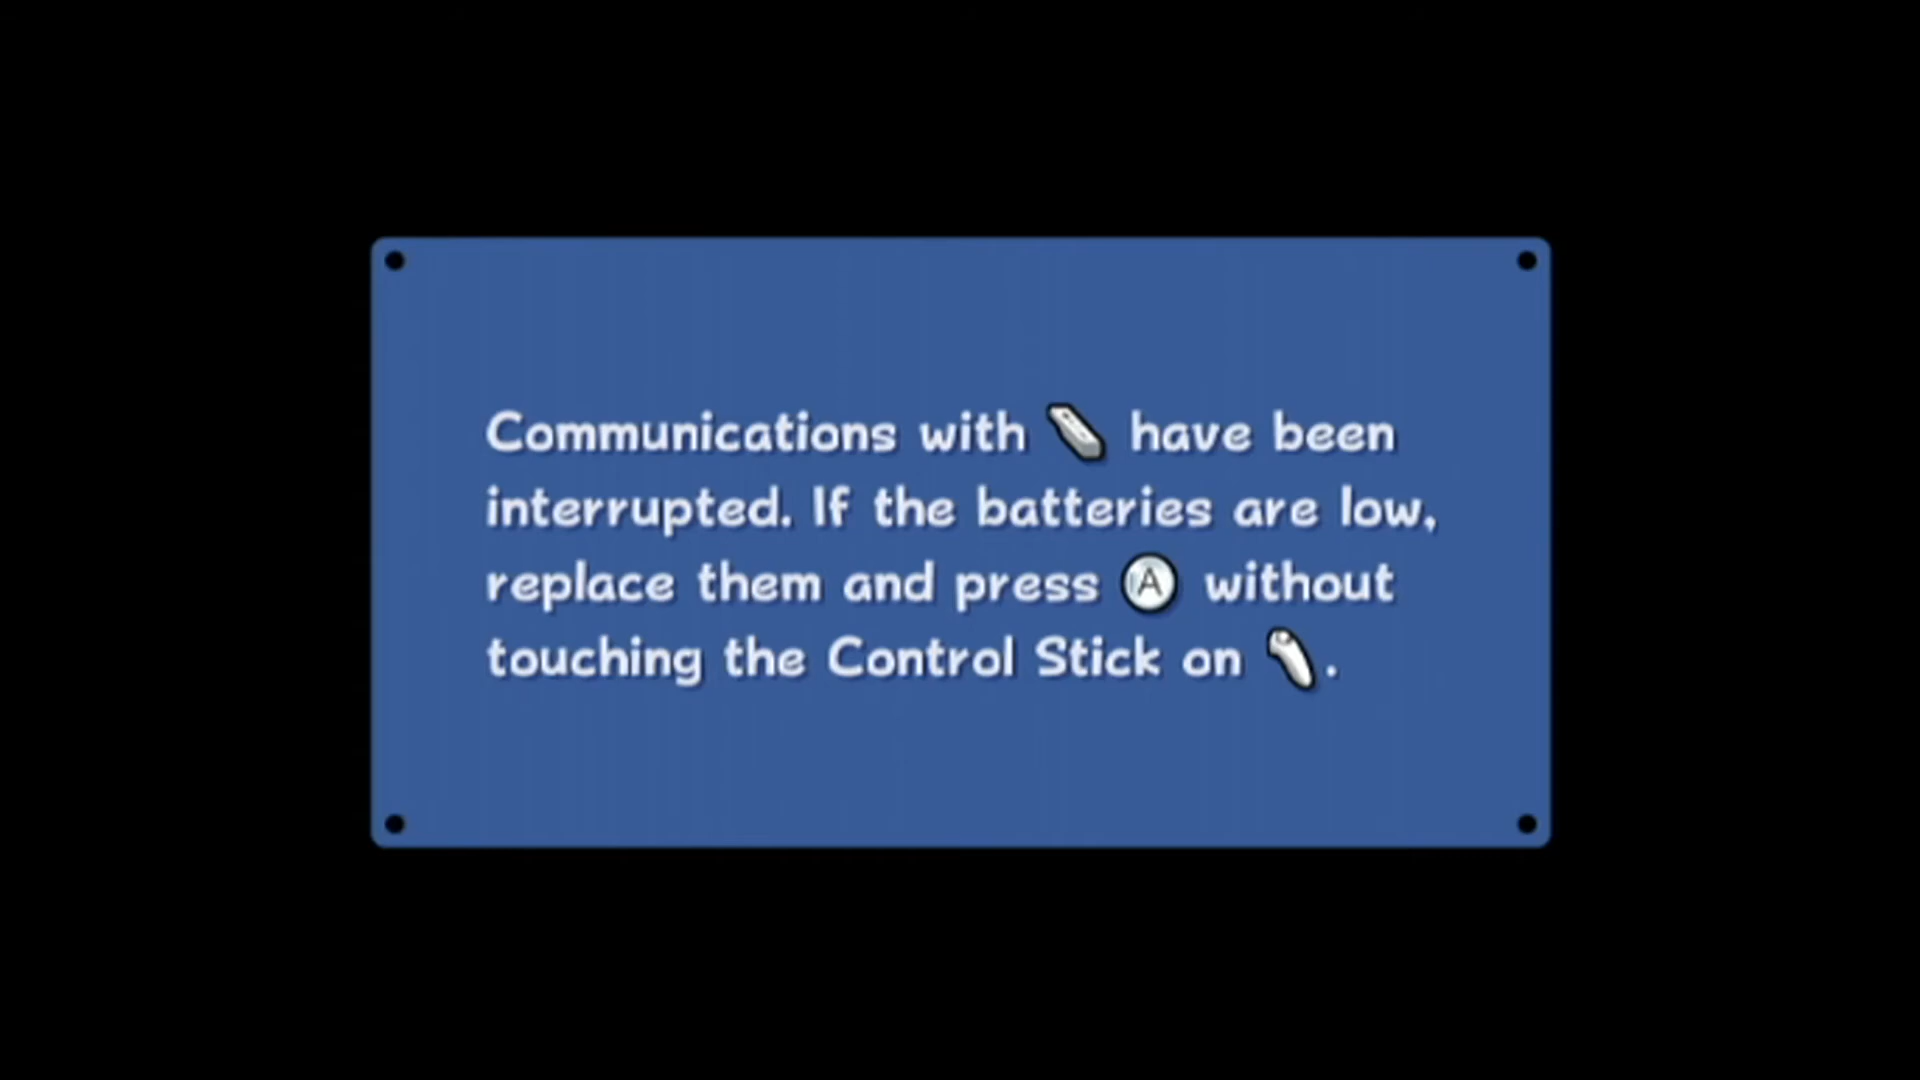 Communications with have been
interrupted. If the batteries are low,
replace them and press A without
touching the Control Stick on .